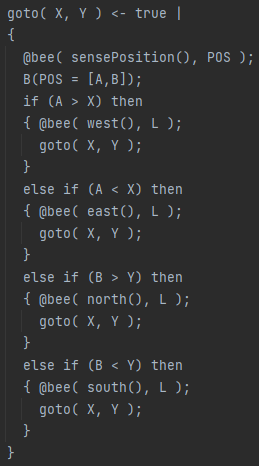 goto( X, Y ) <- true |
{
  @bee( sensePosition(), POS );
  B(POS = [A,B]);
  if (A > X) then
  { @bee( west(), L );
    goto( X, Y );
  }
  else if (A < X) then
  { @bee( east(), L );
    goto( X, Y );
  }
  else if (B > Y) then
  { @bee( north(), L );
    goto( X, Y );
  }
  else if (B < Y) then
  { @bee( south(), L );
    goto( X, Y );
  }
}